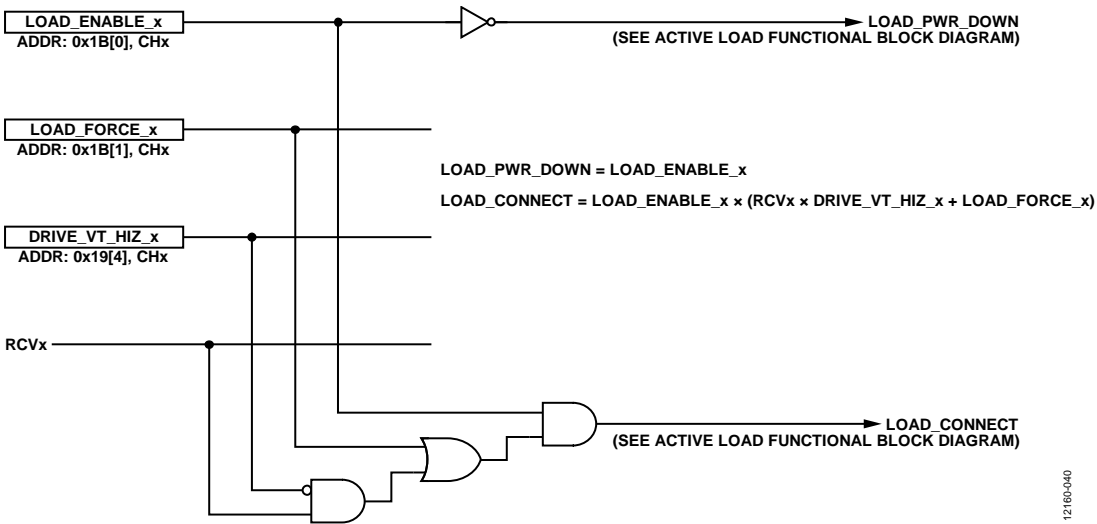 LOAD_ENABLE_x
ADDR: 0x1B[0], CHx
LOAD_PWR_DOWN
(SEE ACTIVE LOAD FUNCTIONAL BLOCK DIAGRAM)
LOAD_FORCE_x
ADDR: 0x1B[1], CHx
LOAD_PWR_DOWN = LOAD_ENABLE_x
LOAD_CONNECT = LOAD_ENABLE_x × (RCVx × DRIVE_VT_HIZ_x + LOAD_FORCE_x)
DRIVE_VT_HIZ_x
ADDR: 0x19[4], CHx
RCVx
LOAD_CONNECT
(SEE ACTIVE LOAD FUNCTIONAL BLOCK DIAGRAM)
12160-040